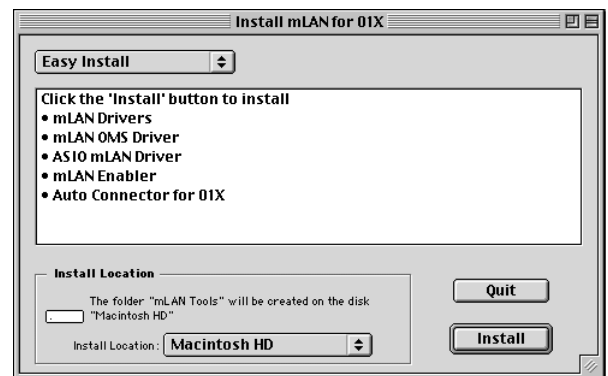 Install mLAN for 01X
Easy Install
Click the 'Install' button to install
• mLAN Drivers
• mLAN OMS Driver
• ASIO mLAN Driver
• mLAN Enabler
• Auto Connector for 01X
Install Location
The folder "mLAN Tools" will be created on the disk
"Macintosh HD"
Install Location: Macintosh HD
Quit
Install